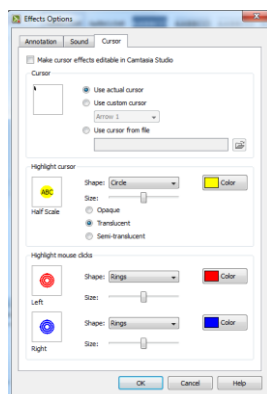 Effects Options
Annotation Sound Cursor
Make cursor effects editable in Camtasia Studio
Cursor
Use actual cursor
Use custom cursor
Arrow 1
Use cursor from file
Highlight cursor
ABC
Half Scale
Shape: Circle Color
Size:
Opaque
Translucent
Semi-translucent
Highlight mouse clicks
Shape: Rings Color
Size:
Left
Shape: Rings Color
Size:
Right
OK Cancel Help